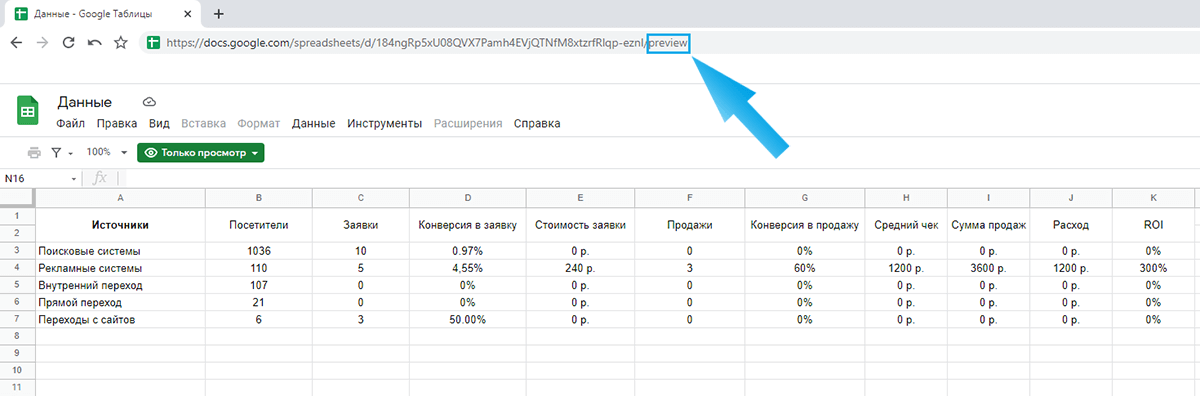 Данные - Google Таблицы
https://docs.google.com/spreadsheets/d/184ngRp5xU08QVX7Pamh4EVjQTNfM8xtzrfRlqp-eznI/preview
Данные
Файл Правка Вид Вставка Формат Данные Инструменты Расширения Справка
100% Только просмотр
N16 fx
A B C D E F G H I J K
1 Источники Посетители Заявки Конверсия в заявку Стоимость заявки Продажи Конверсия в продажу Средний чек Сумма продаж Расход ROI
2
3 Поисковые системы 1036 10 0.97% 0 р. 0 0% 0 р. 0 р. 0 р. 0%
4 Рекламные системы 110 5 4,55% 240 р. 3 60% 1200 р. 3600 р. 1200 р. 300%
5 Внутренний переход 107 0 0% 0 р. 0 0% 0 р. 0 р. 0 р. 0%
6 Прямой переход 21 0 0% 0 р. 0 0% 0 р. 0 р. 0 р. 0%
7 Переходы с сайтов 6 3 50.00% 0 р. 0 0% 0 р. 0 р. 0 р. 0%
8
9
10
11